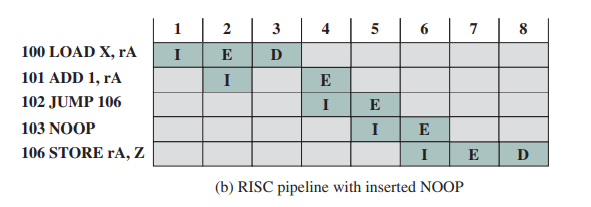 1 2 3 4 5 6 7 8
100 LOAD X, rA I E D
101 ADD 1, rA I E
102 JUMP 106 I E
103 NOOP I E
106 STORE rA, Z I E D
(b) RISC pipeline with inserted NOOP